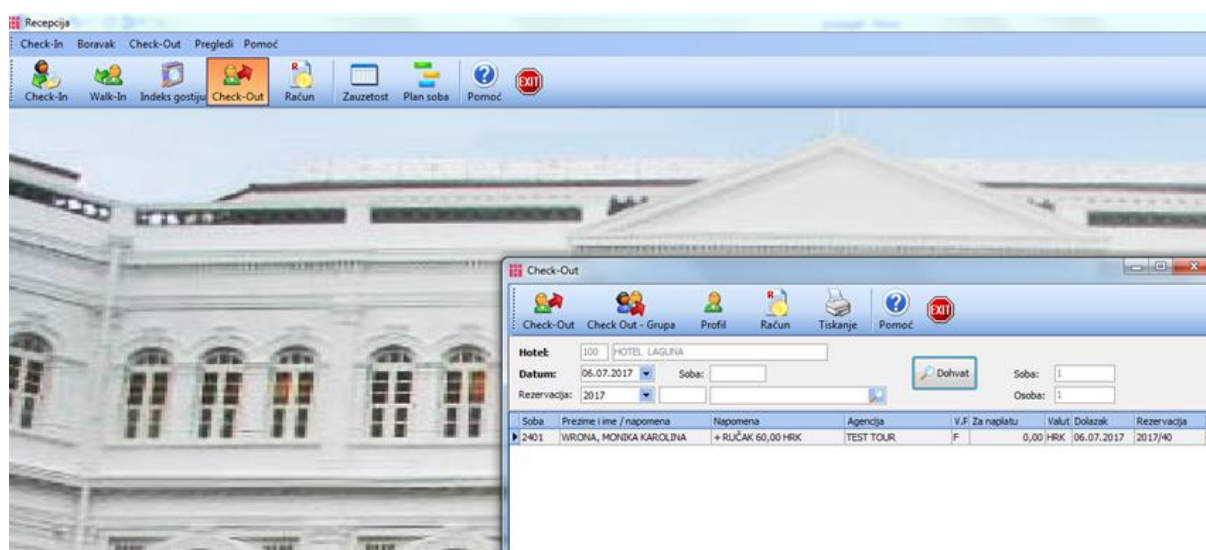 Recepcija
Check-In Boravak Check-Out Pregledi Pomoć
Check-In Walk-In Indeks gostiju Check-Out Račun Zauzetost Plan soba Pomoć EXIT
Check-Out
Check-Out Check Out - Grupa Profil Račun Tiskanje Pomoć EXIT
Hotel: 100 HOTEL LAGUNA
Datum: 06.07.2017 Soba: Dohvat Soba: 1
Rezervacija: 2017 Osoba: 1
Soba Prezime i ime / napomena Napomena Agencija V.F Za naplatu Valut Dolazak Rezervacija
2401 WRONA, MONIKA KAROLINA + RUČAK 60,00 HRK TEST TOUR F 0,00 HRK 06.07.2017 2017/40